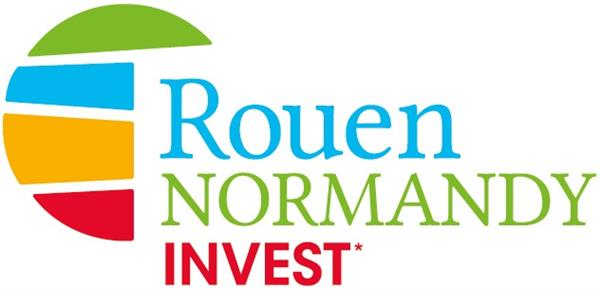 Rouen
NORMANDY
INVEST*